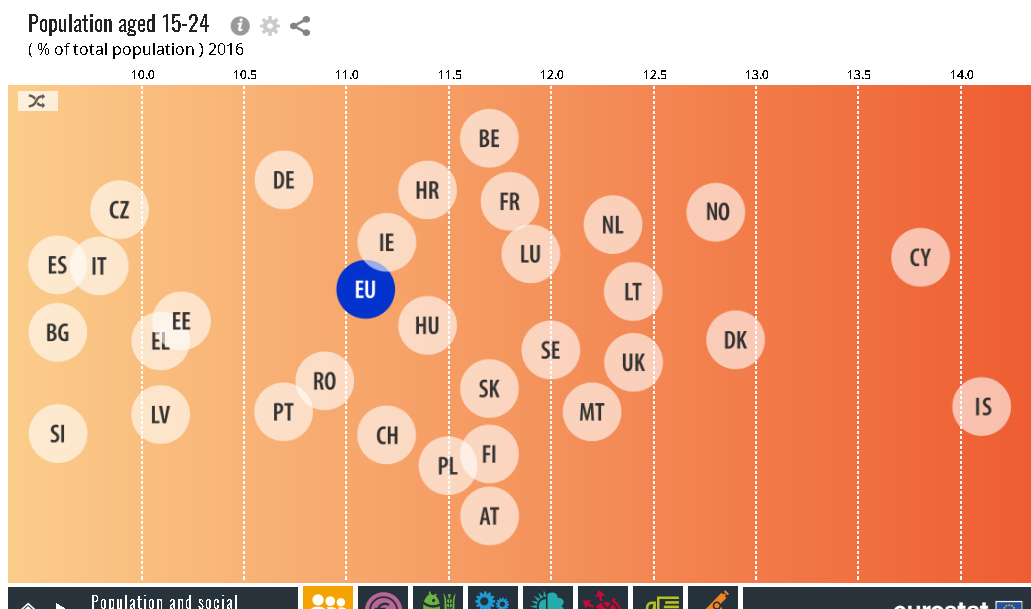 Population aged 15-24
( % of total population ) 2016
10.0 10.5 11.0 11.5 12.0 12.5 13.0 13.5 14.0
BE
DE
HR
FR
CZ
NO
NL
IE
LU
CY
ES
IT
EU
LT
EE
HU
BG
EL
DK
SE
UK
RO
SK
IS
PT
MT
LV
SI
CH
FI
PL
AT
Population and social
eurostat